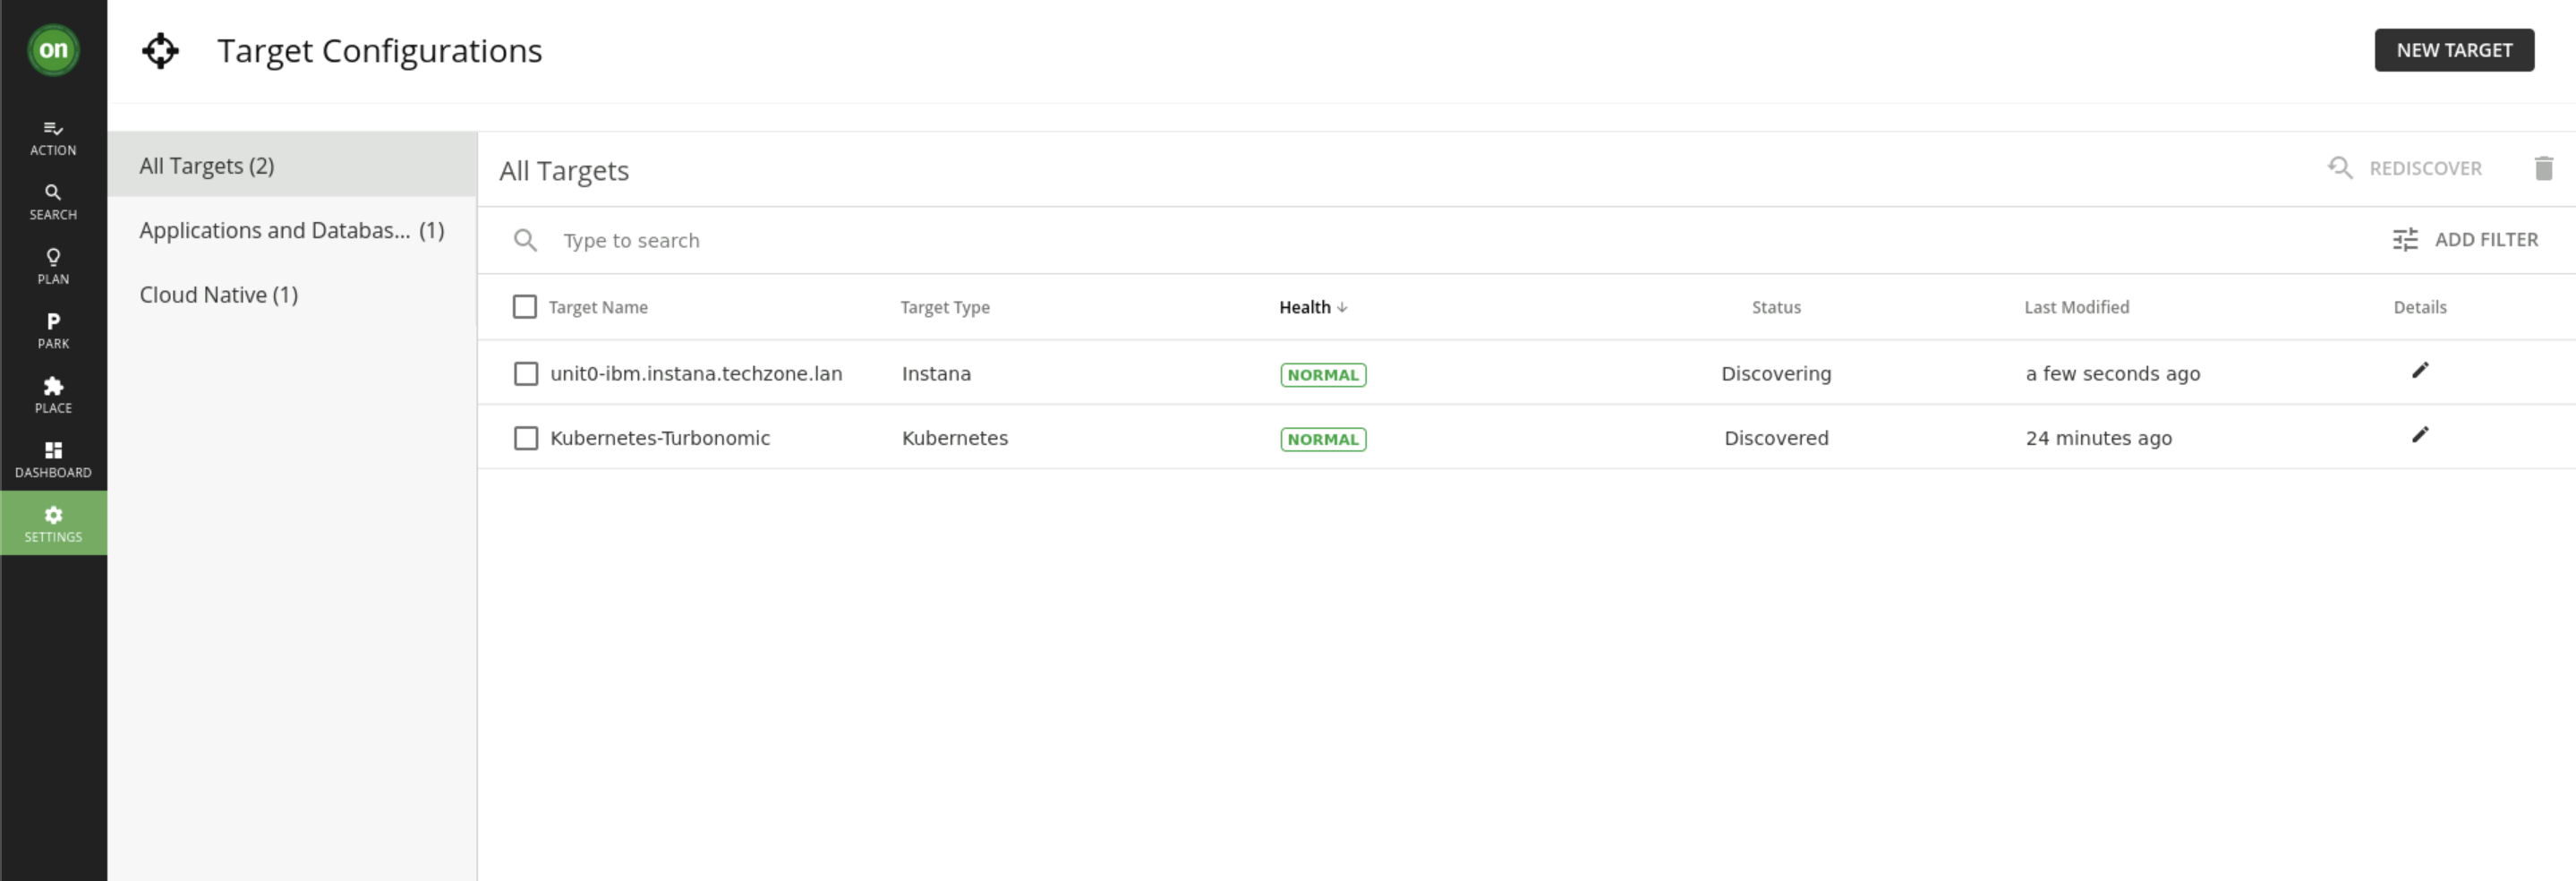 on
Target Configurations
NEW TARGET
ACTION
SEARCH
PLAN
P
PARK
PLACE
DASHBOARD
SETTINGS
All Targets (2)
Applications and Databas... (1)
Cloud Native (1)
All Targets
REDISCOVER
Type to search
ADD FILTER
Target Name Target Type Health ↓ Status Last Modified Details
unit0-ibm.instana.techzone.lan Instana NORMAL Discovering a few seconds ago
Kubernetes-Turbonomic Kubernetes NORMAL Discovered 24 minutes ago